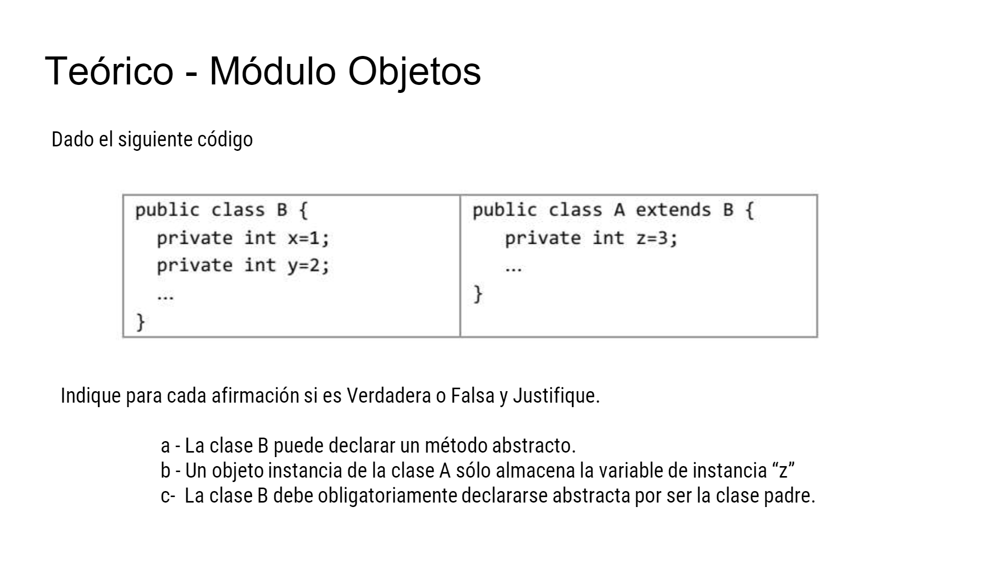 Teórico - Módulo Objetos
Dado el siguiente código
public class B {
private int x=1;
private int y=2;
...
}
public class A extends B {
private int z=3;
...
}
Indique para cada afirmación si es Verdadera o Falsa y Justifique.
a - La clase B puede declarar un método abstracto.
b - Un objeto instancia de la clase A sólo almacena la variable de instancia “z”
c- La clase B debe obligatoriamente declararse abstracta por ser la clase padre.